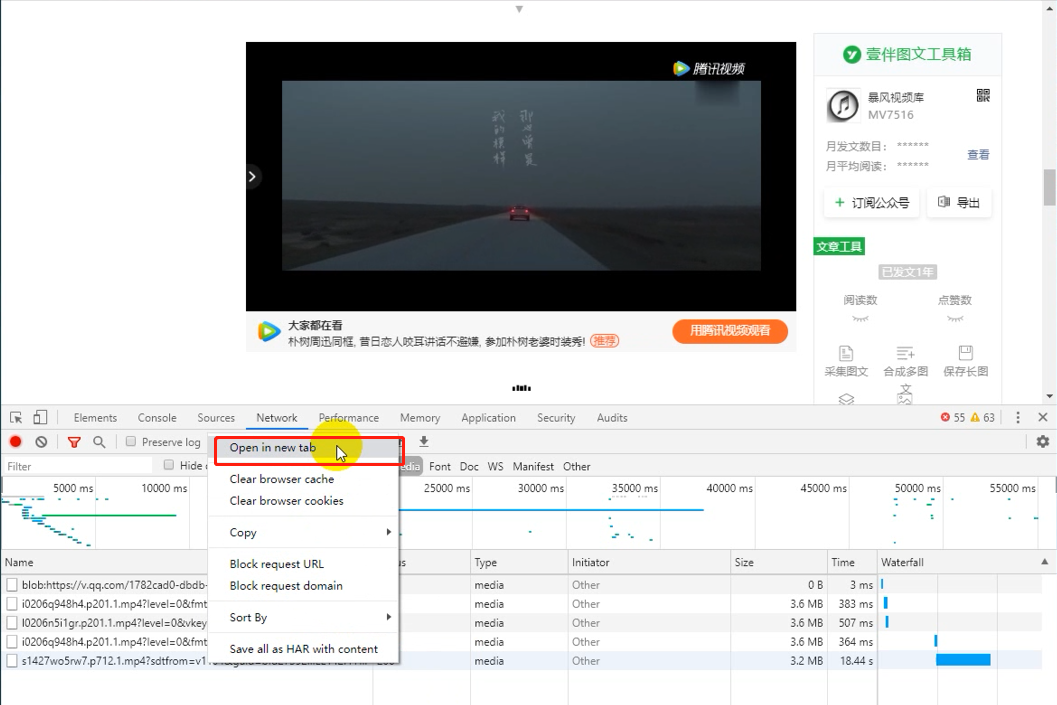 腾讯视频
那時曾是
我的模样
壹伴图文工具箱
暴风视频库
MV7516
月发文数目： ******
月平均阅读： ******
查看
+ 订阅公众号
导出
文章工具
已发文1年
阅读数
点赞数
采集图文
合成多图文
保存长图
大家都在看
朴树周迅同框, 昔日恋人咬耳讲话不避嫌, 参加朴树老婆时装秀! 推荐
用腾讯视频观看
Elements Console Sources Network Performance Memory Application Security Audits 55 63
Preserve log
Filter
Hide
Font Doc WS Manifest Other
Open in new tab
Clear browser cache
Clear browser cookies
Copy
Block request URL
Block request domain
Sort By
Save all as HAR with content
5000 ms 10000 ms 25000 ms 30000 ms 35000 ms 40000 ms 45000 ms 50000 ms 55000 ms
Name Type Initiator Size Time Waterfall
blob:https://v.qq.com/1782cad0-dbdb- media Other 0 B 3 ms
i0206q948h4.p201.1.mp4?level=0&fmt media Other 3.6 MB 383 ms
l0206n5i1gr.p201.1.mp4?level=0&vkey media Other 3.6 MB 507 ms
i0206q948h4.p201.1.mp4?level=0&fmt media Other 3.6 MB 364 ms
s1427wo5rw7.p712.1.mp4?sdtfrom=v1 media Other 3.2 MB 18.44 s